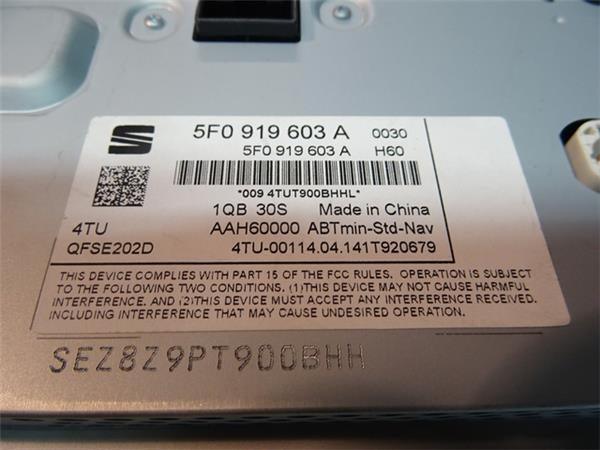 5F0 919 603 A 0030
5F0 919 603 A H60
*009 4TUT900BHHL*
1QB 30S Made in China
4TU AAH60000 ABTmin-Std-Nav
QFSE202D 4TU-00114.04.141T920679
THIS DEVICE COMPLIES WITH PART 15 OF THE FCC RULES. OPERATION IS SUBJECT
TO THE FOLLOWING TWO CONDITIONS, (1)THIS DEVICE MAY NOT CAUSE HARMFUL
INTERFERENCE. AND (2)THIS DEVICE MUST ACCEPT ANY INTERFERENCE RECEIVED.
INCLUDING INTERFERENCE THAT MAY CAUSE UNDESIRED OPERATION.
SEZ8Z9PT900BHH